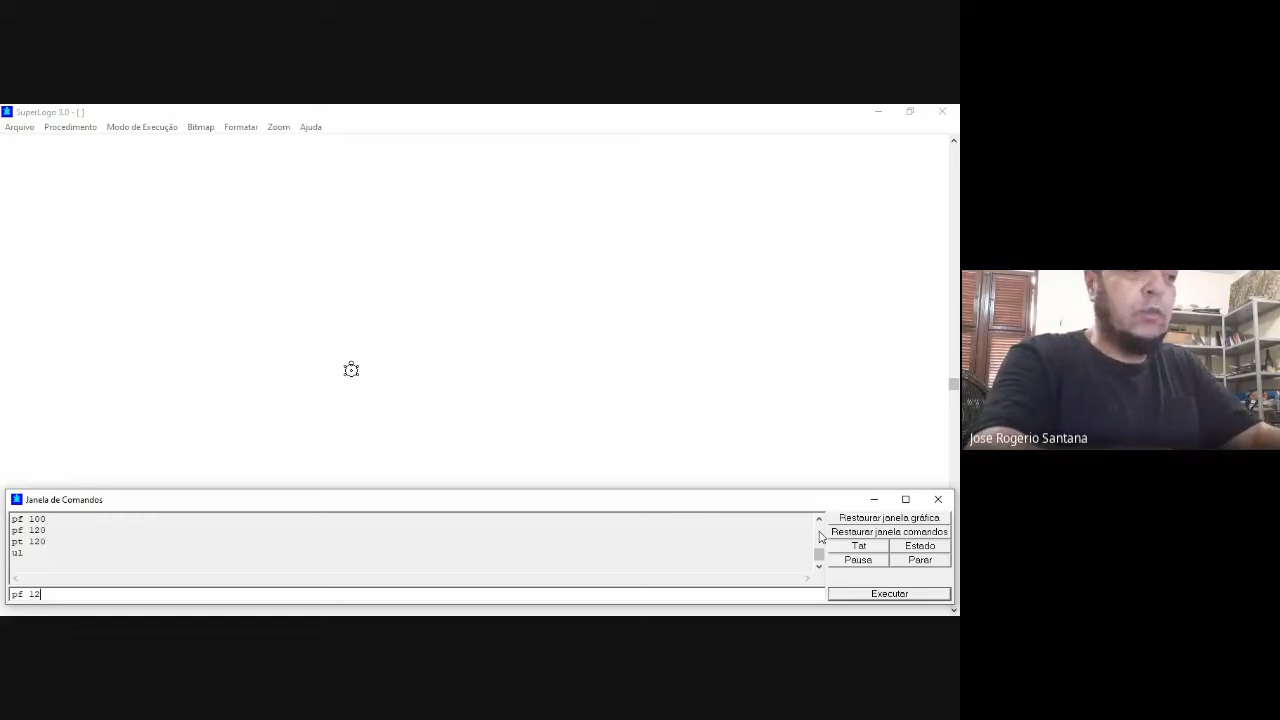 SuperLogo 3.0 - [ ]
Arquivo Procedimento Modo de Execução Bitmap Formatar Zoom Ajuda
Jose Rogerio Santana
Janela de Comandos
pf 100
pf 120
pt 120
ul
Restaurar janela gráfica
Restaurar janela comandos
Tat Estado
Pausa Parar
pf 12
Executar